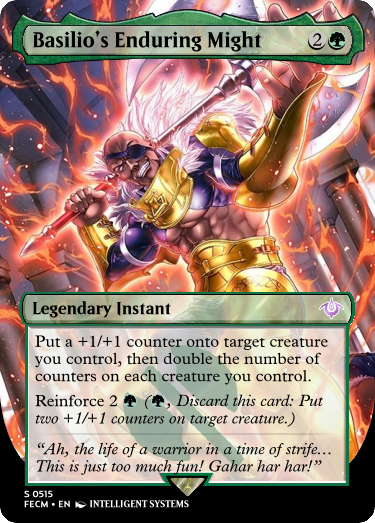 Basilio's Enduring Might 2
Legendary Instant
Put a +1/+1 counter onto target creature
you control, then double the number of
counters on each creature you control.
Reinforce 2 (, Discard this card: Put
two +1/+1 counters on target creature.)
“Ah, the life of a warrior in a time of strife…
This is just too much fun! Gahar har har!”
S 0515
FECM • EN INTELLIGENT SYSTEMS